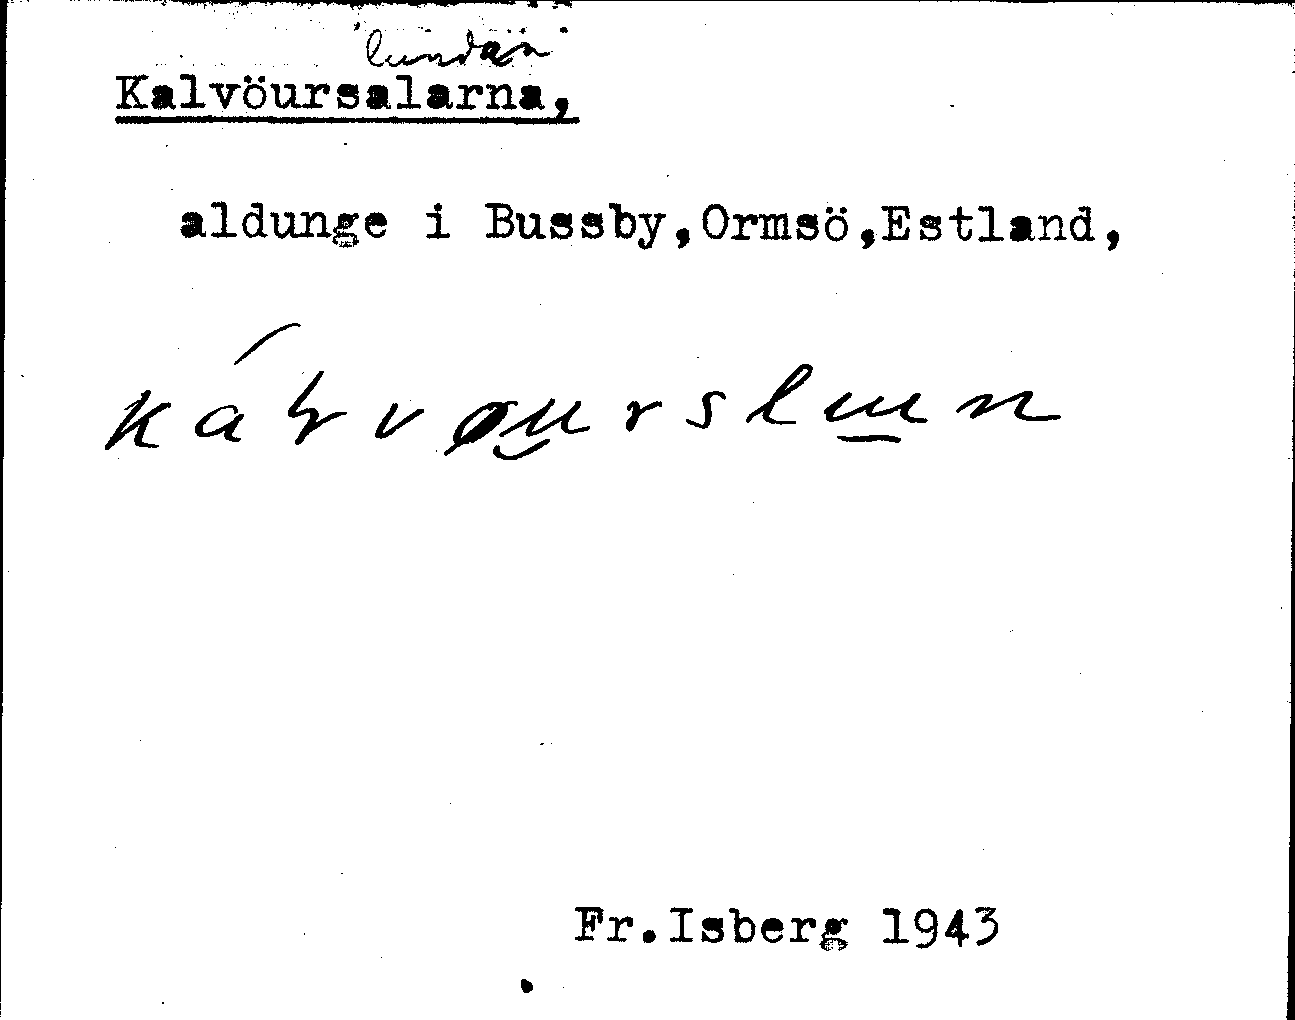 lundän
Kalvöursalarna,
aldunge i Bussby,Ormsö,Estland,
Fr.Isberg 1943